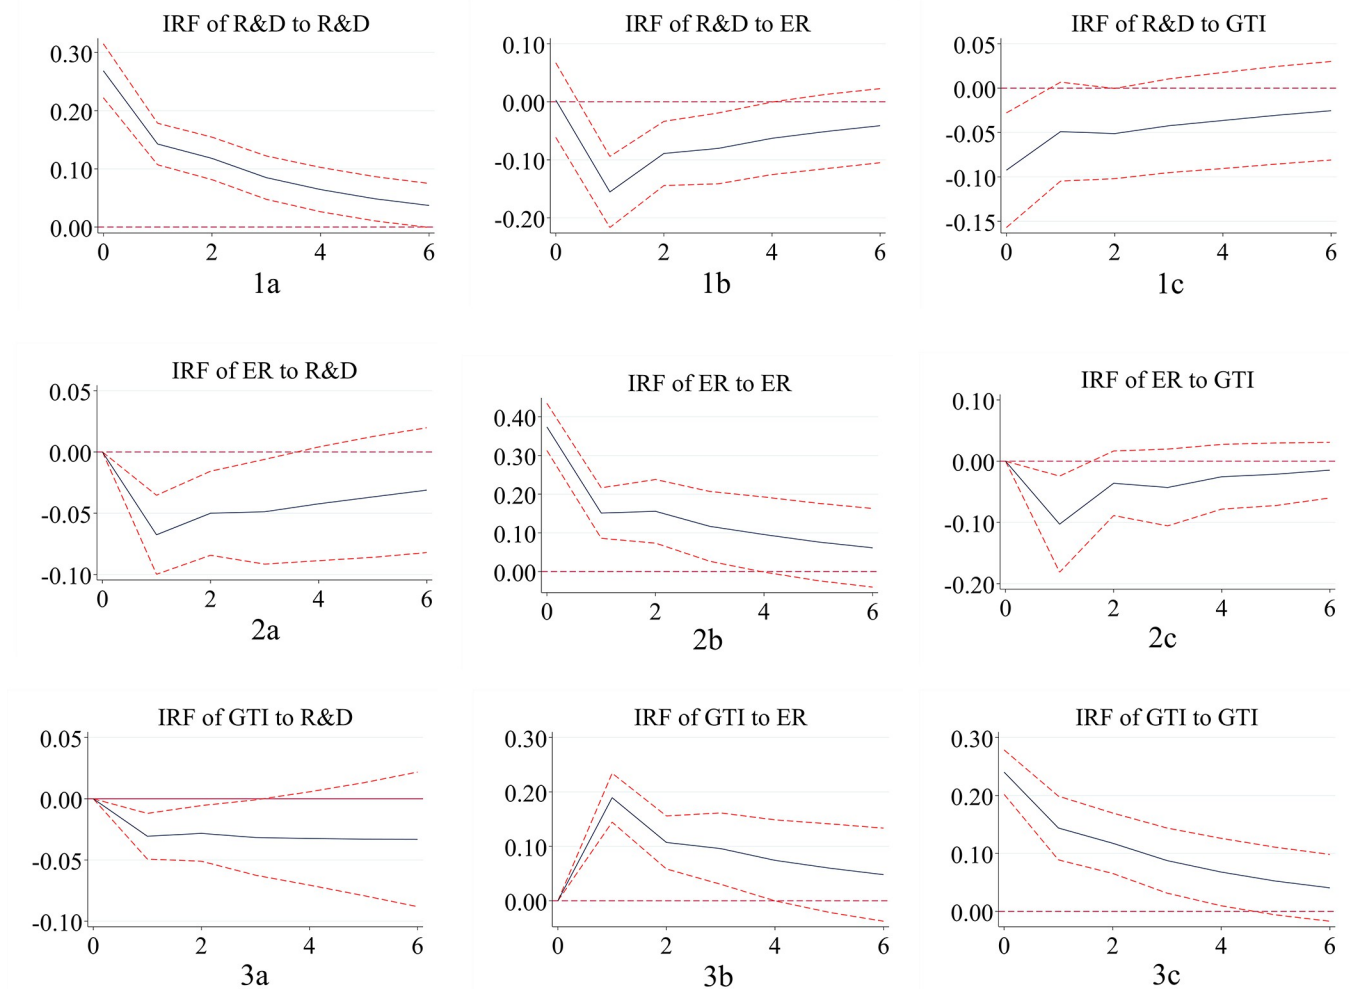 IRF of R&D to R&D
0.30
0.20
0.10
0.00
0 2 4 6
1a
IRF of R&D to ER
0.10
0.00
-0.10
-0.20
0 2 4 6
1b
IRF of R&D to GTI
0.05
0.00
-0.05
-0.10
-0.15
0 2 4 6
1c
IRF of ER to R&D
0.05
0.00
-0.05
-0.10
0 2 4 6
2a
IRF of ER to ER
0.40
0.30
0.20
0.10
0.00
0 2 4 6
2b
IRF of ER to GTI
0.10
0.00
-0.10
-0.20
0 2 4 6
2c
IRF of GTI to R&D
0.05
0.00
-0.05
-0.10
0 2 4 6
3a
IRF of GTI to ER
0.30
0.20
0.10
0.00
0 2 4 6
3b
IRF of GTI to GTI
0.30
0.20
0.10
0.00
0 2 4 6
3c